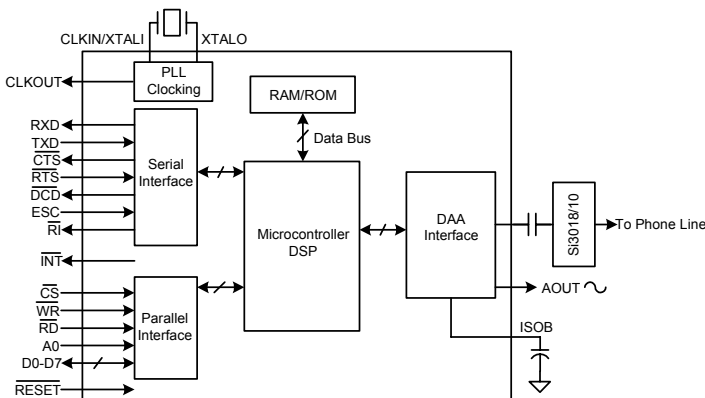 CLKIN/XTALI
XTALO
CLKOUT
PLL
Clocking
RAM/ROM
Data Bus
RXD
TXD
CTS
RTS
DCD
ESC
RI
Serial
Interface
INT
Microcontroller
DSP
DAA
Interface
Si3018/10
To Phone Line
AOUT
ISOB
CS
WR
RD
A0
D0-D7
Parallel
Interface
RESET